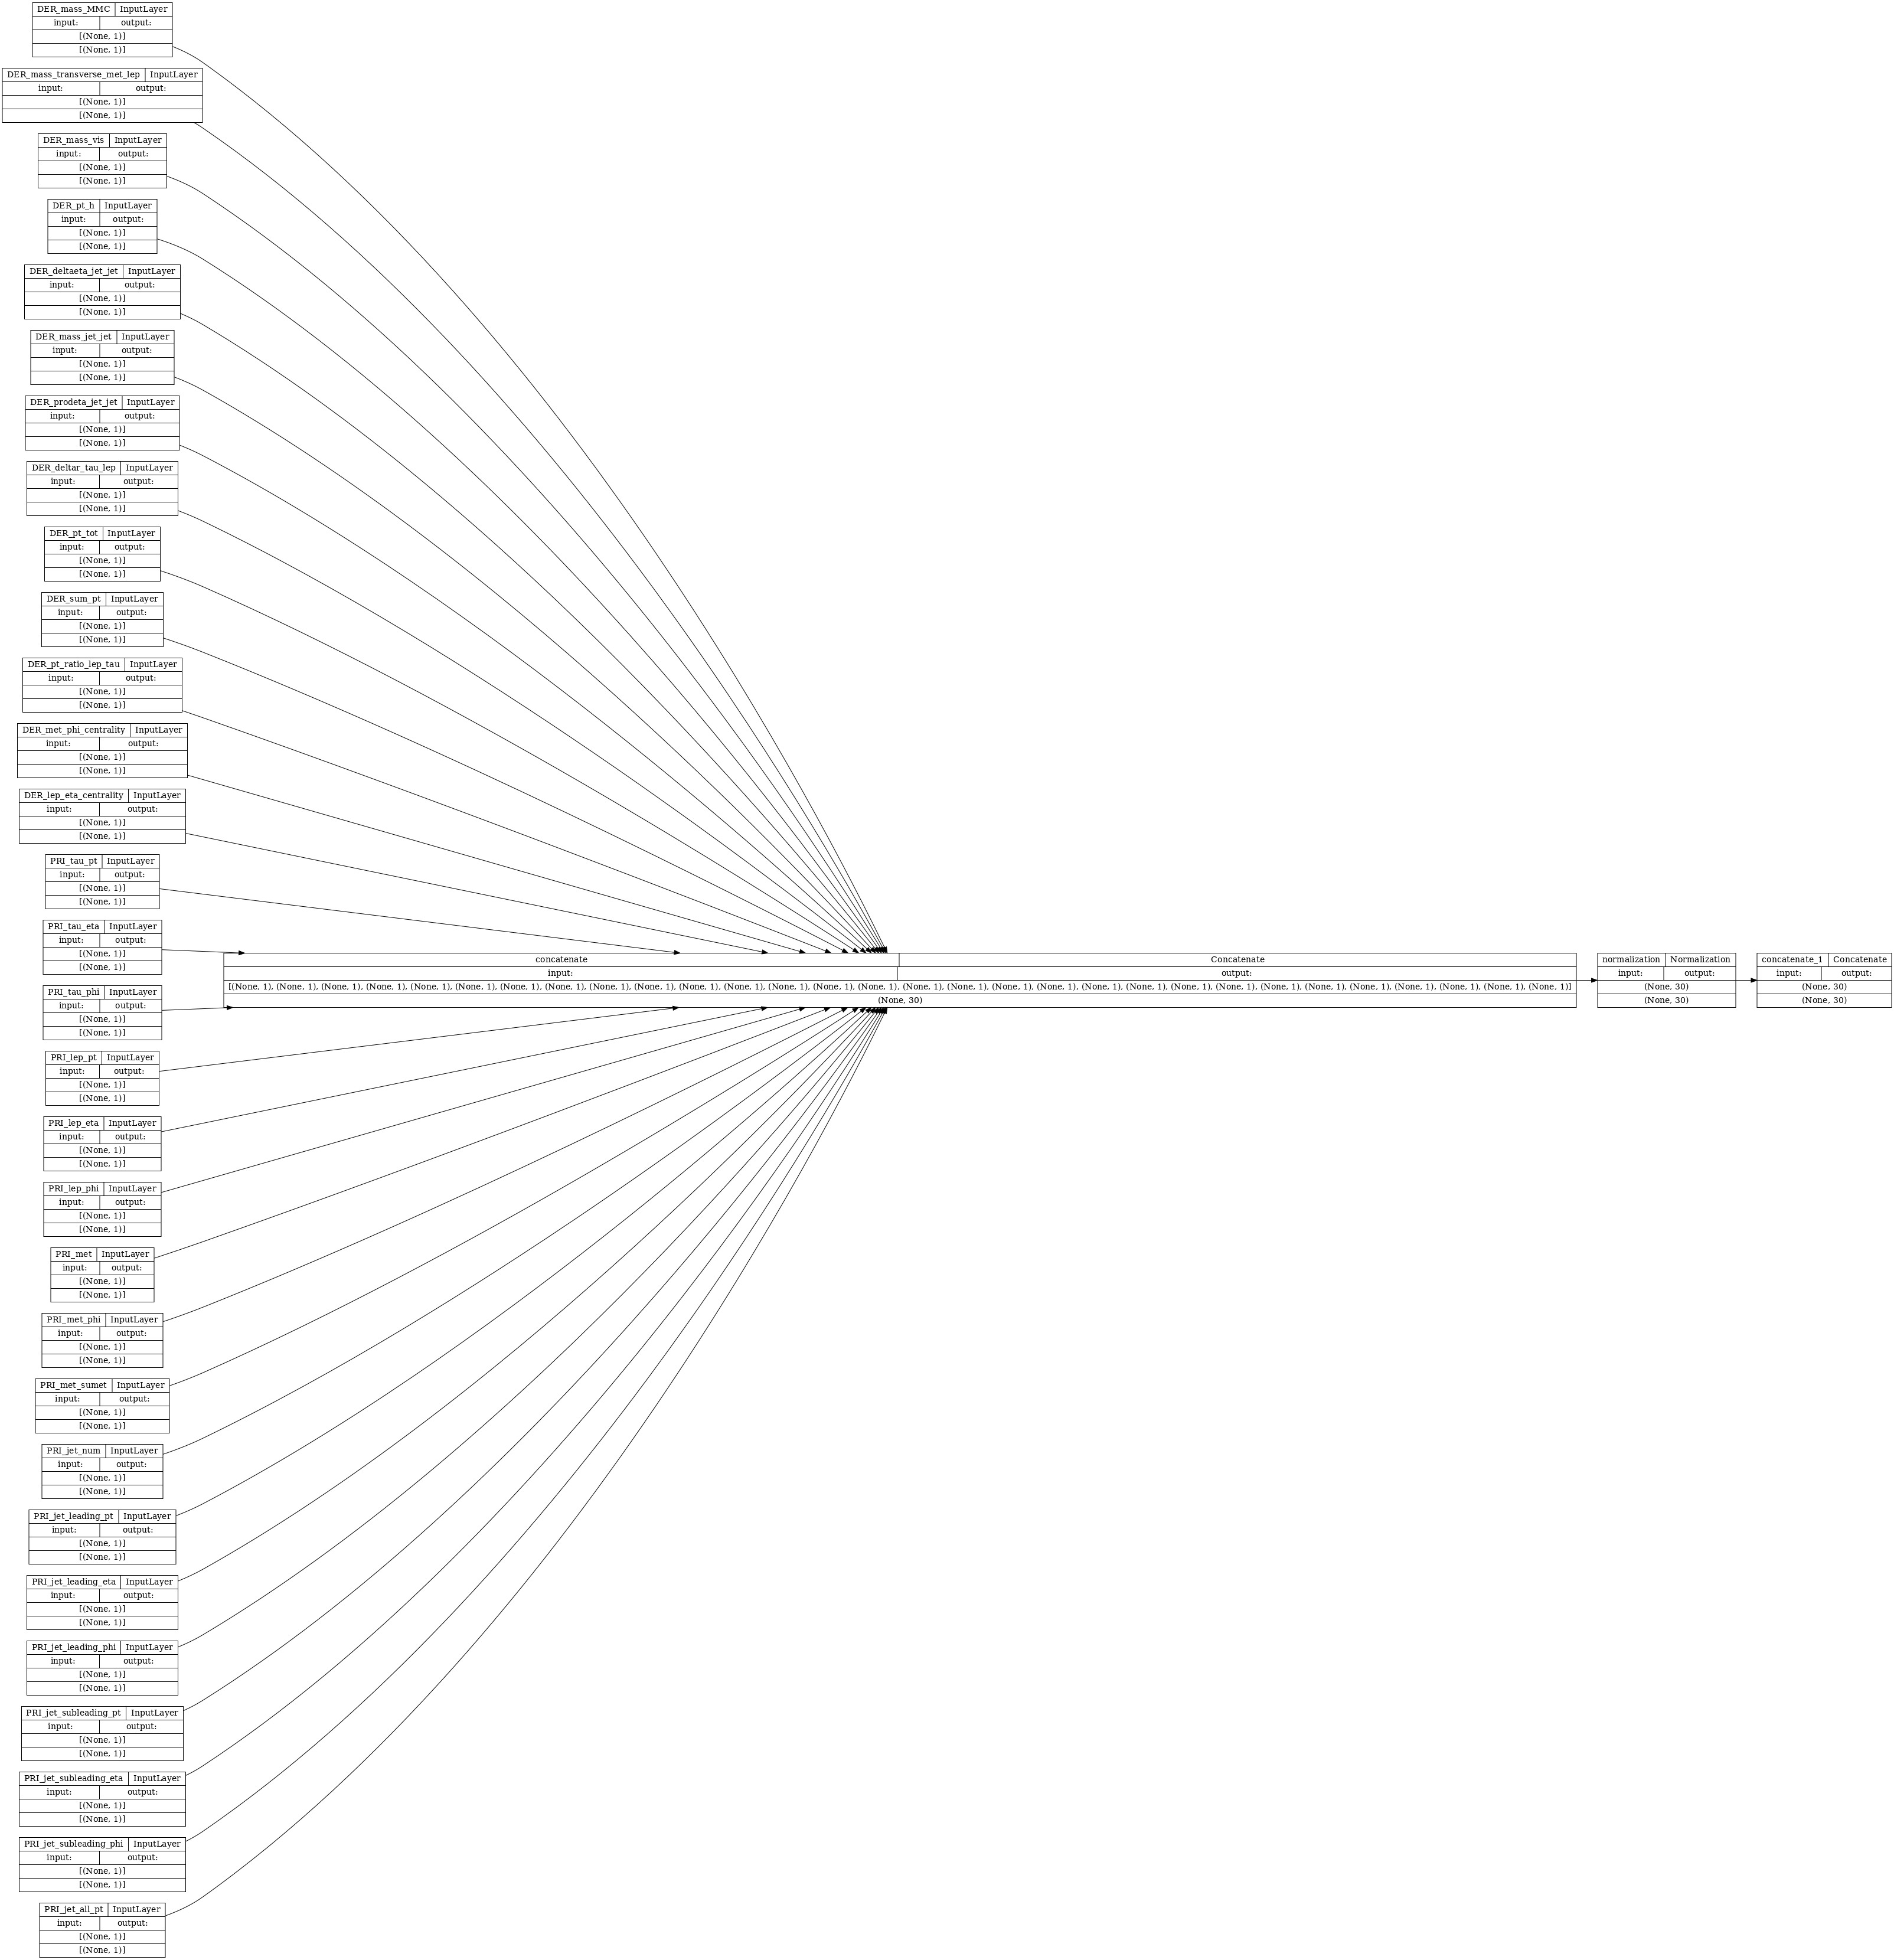 DER_mass_MMC InputLayer
input: output:
[(None, 1)]
[(None, 1)]
DER_mass_transverse_met_lep InputLayer
input: output:
[(None, 1)]
[(None, 1)]
DER_mass_vis InputLayer
input: output:
[(None, 1)]
[(None, 1)]
DER_pt_h InputLayer
input: output:
[(None, 1)]
[(None, 1)]
DER_deltaeta_jet_jet InputLayer
input: output:
[(None, 1)]
[(None, 1)]
DER_mass_jet_jet InputLayer
input: output:
[(None, 1)]
[(None, 1)]
DER_prodeta_jet_jet InputLayer
input: output:
[(None, 1)]
[(None, 1)]
DER_deltar_tau_lep InputLayer
input: output:
[(None, 1)]
[(None, 1)]
DER_pt_tot InputLayer
input: output:
[(None, 1)]
[(None, 1)]
DER_sum_pt InputLayer
input: output:
[(None, 1)]
[(None, 1)]
DER_pt_ratio_lep_tau InputLayer
input: output:
[(None, 1)]
[(None, 1)]
DER_met_phi_centrality InputLayer
input: output:
[(None, 1)]
[(None, 1)]
DER_lep_eta_centrality InputLayer
input: output:
[(None, 1)]
[(None, 1)]
PRI_tau_pt InputLayer
input: output:
[(None, 1)]
[(None, 1)]
PRI_tau_eta InputLayer
input: output:
[(None, 1)]
[(None, 1)]
PRI_tau_phi InputLayer
input: output:
[(None, 1)]
[(None, 1)]
PRI_lep_pt InputLayer
input: output:
[(None, 1)]
[(None, 1)]
PRI_lep_eta InputLayer
input: output:
[(None, 1)]
[(None, 1)]
PRI_lep_phi InputLayer
input: output:
[(None, 1)]
[(None, 1)]
PRI_met InputLayer
input: output:
[(None, 1)]
[(None, 1)]
PRI_met_phi InputLayer
input: output:
[(None, 1)]
[(None, 1)]
PRI_met_sumet InputLayer
input: output:
[(None, 1)]
[(None, 1)]
PRI_jet_num InputLayer
input: output:
[(None, 1)]
[(None, 1)]
PRI_jet_leading_pt InputLayer
input: output:
[(None, 1)]
[(None, 1)]
PRI_jet_leading_eta InputLayer
input: output:
[(None, 1)]
[(None, 1)]
PRI_jet_leading_phi InputLayer
input: output:
[(None, 1)]
[(None, 1)]
PRI_jet_subleading_pt InputLayer
input: output:
[(None, 1)]
[(None, 1)]
PRI_jet_subleading_eta InputLayer
input: output:
[(None, 1)]
[(None, 1)]
PRI_jet_subleading_phi InputLayer
input: output:
[(None, 1)]
[(None, 1)]
PRI_jet_all_pt InputLayer
input: output:
[(None, 1)]
[(None, 1)]
concatenate Concatenate
input: output:
[(None, 1), (None, 1), (None, 1), (None, 1), (None, 1), (None, 1), (None, 1), (None, 1), (None, 1), (None, 1), (None, 1), (None, 1), (None, 1), (None, 1), (None, 1), (None, 1), (None, 1), (None, 1), (None, 1), (None, 1), (None, 1), (None, 1), (None, 1), (None, 1), (None, 1), (None, 1), (None, 1), (None, 1), (None, 1), (None, 1)]
(None, 30)
normalization Normalization
input: output:
(None, 30)
(None, 30)
concatenate_1 Concatenate
input: output:
(None, 30)
(None, 30)